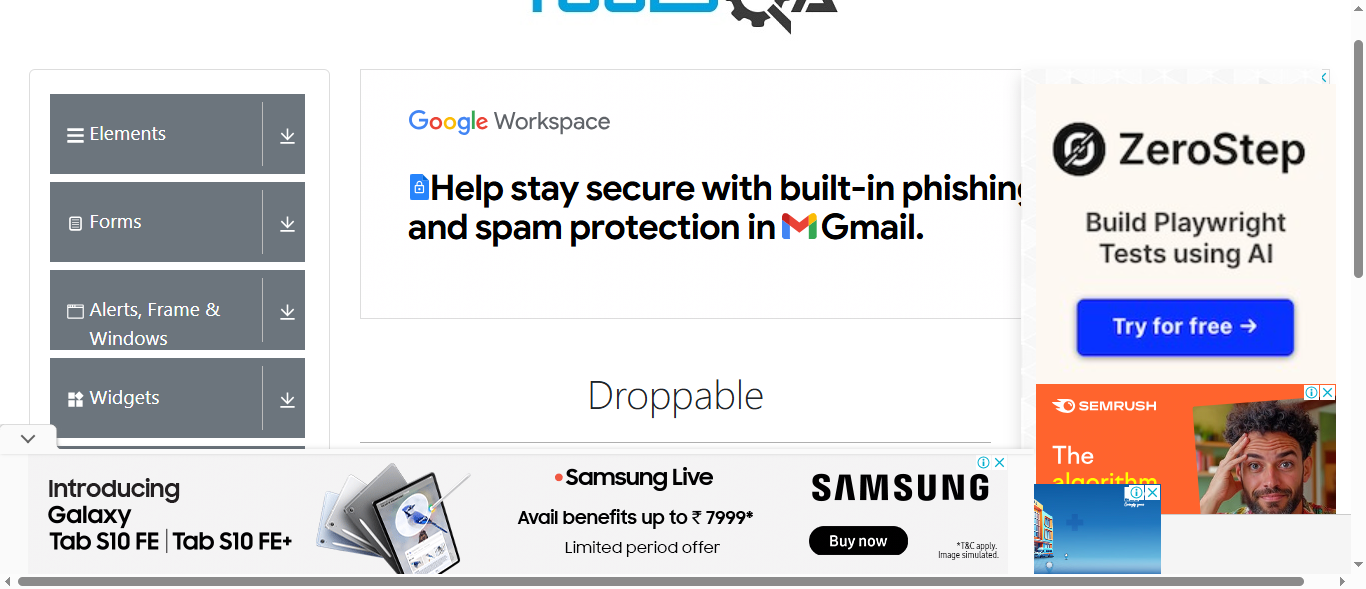 Elements
Forms
Alerts, Frame &
Windows
Widgets
Google Workspace
Help stay secure with built-in phishing
and spam protection in Gmail.
Droppable
ZeroStep
Build Playwright
Tests using AI
Try for free →
SEMRUSH
The
algorithm
Introducing
Galaxy
Tab S10 FE | Tab S10 FE+
Samsung Live
Avail benefits up to ₹ 7999*
Limited period offer
SAMSUNG
Buy now
*T&C apply.
Image simulated.